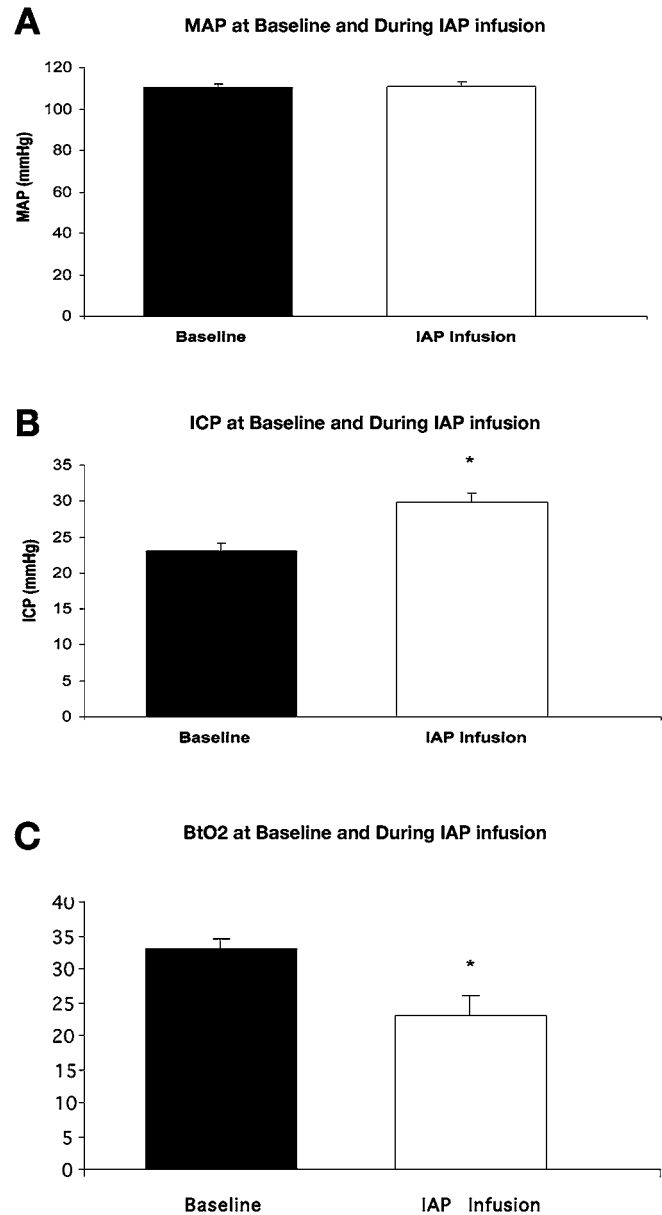 A
MAP at Baseline and During IAP infusion
120
100
80
60
40
20
0
MAP (mmHg)
Baseline
IAP Infusion
B
ICP at Baseline and During IAP infusion
*
35
30
25
20
15
10
5
0
ICP (mmHg)
Baseline
IAP Infusion
C
BtO2 at Baseline and During IAP infusion
*
40
35
30
25
20
15
10
5
0
Baseline
IAP Infusion